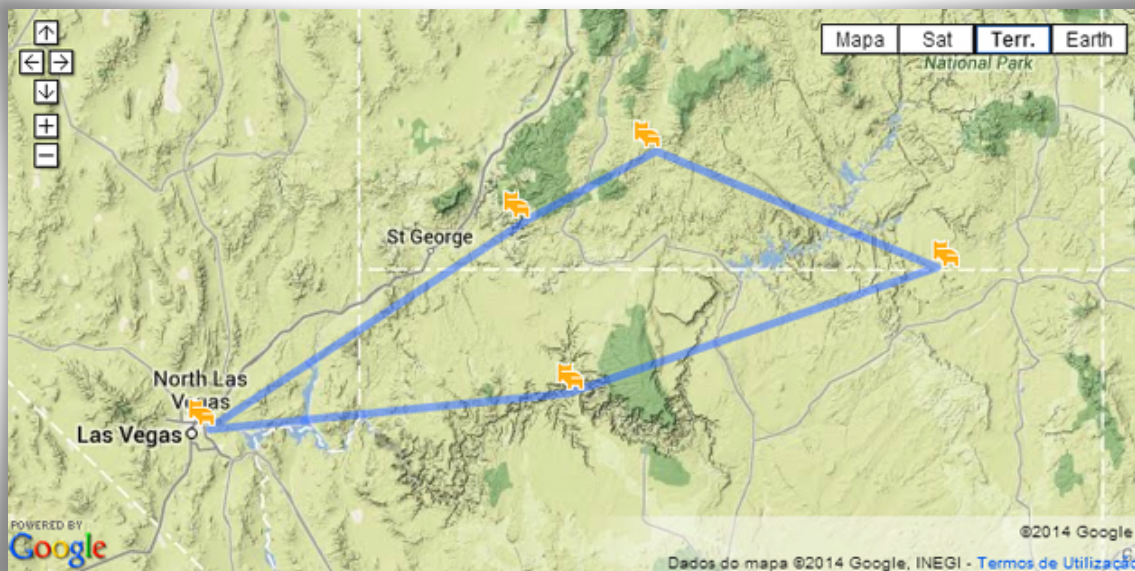 Mapa Sat Terr. Earth
National Park
St George
North Las
Vegas
Las Vegas
POWERED BY
Google
©2014 Google
Dados do mapa ©2014 Google, INEGI - Termos de Utilização